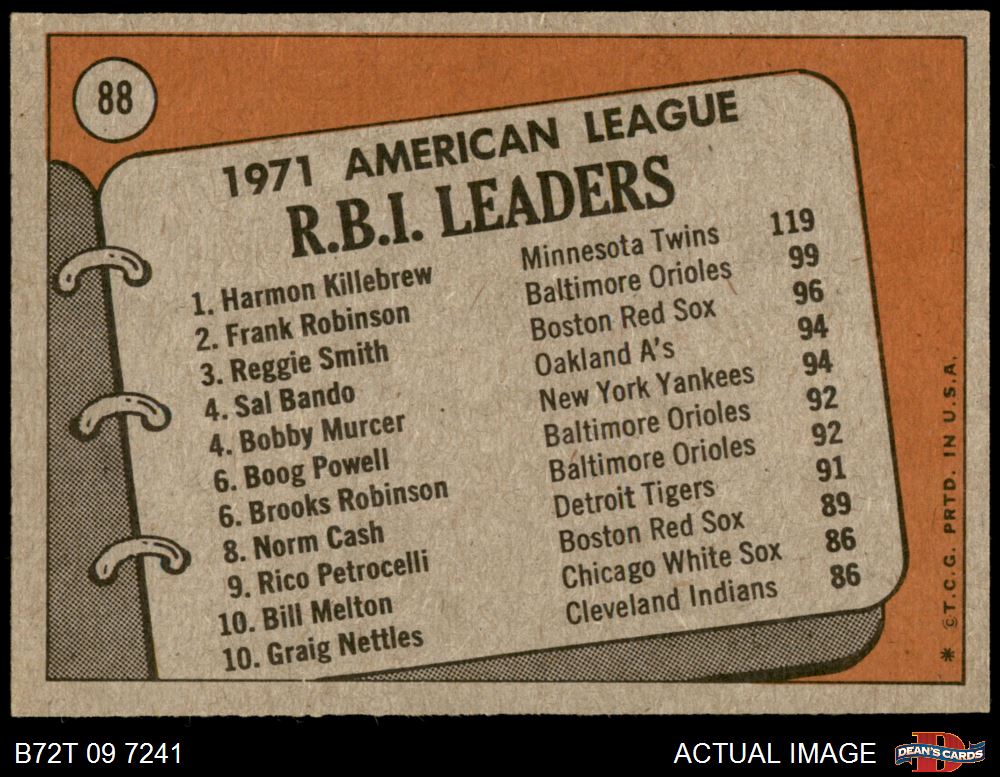 88
1971 AMERICAN LEAGUE
R.B.I. LEADERS
1. Harmon Killebrew Minnesota Twins 119
2. Frank Robinson Baltimore Orioles 99
3. Reggie Smith Boston Red Sox 96
4. Sal Bando Oakland A's 94
4. Bobby Murcer New York Yankees 94
6. Boog Powell Baltimore Orioles 92
6. Brooks Robinson Baltimore Orioles 92
8. Norm Cash Detroit Tigers 91
9. Rico Petrocelli Boston Red Sox 89
10. Bill Melton Chicago White Sox 86
10. Graig Nettles Cleveland Indians 86
* ©T.C.G. PRTD. IN U.S.A.
B72T 09 7241 ACTUAL IMAGE
D
DEAN'S CARDS